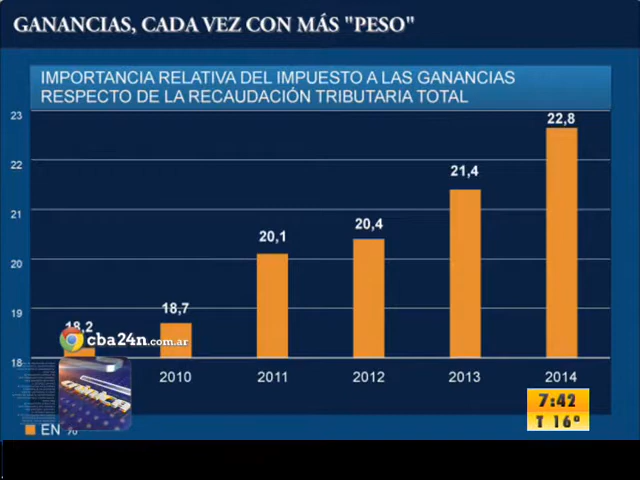 GANANCIAS, CADA VEZ CON MÁS "PESO"
IMPORTANCIA RELATIVA DEL IMPUESTO A LAS GANANCIAS
RESPECTO DE LA RECAUDACIÓN TRIBUTARIA TOTAL
23
22,8
22
21,4
21
20,4
20,1
20
19
18,7
18,2
cba24n.com.ar
18
2010
2011
2012
2013
2014
crónica
7:42
T 16º
EN %